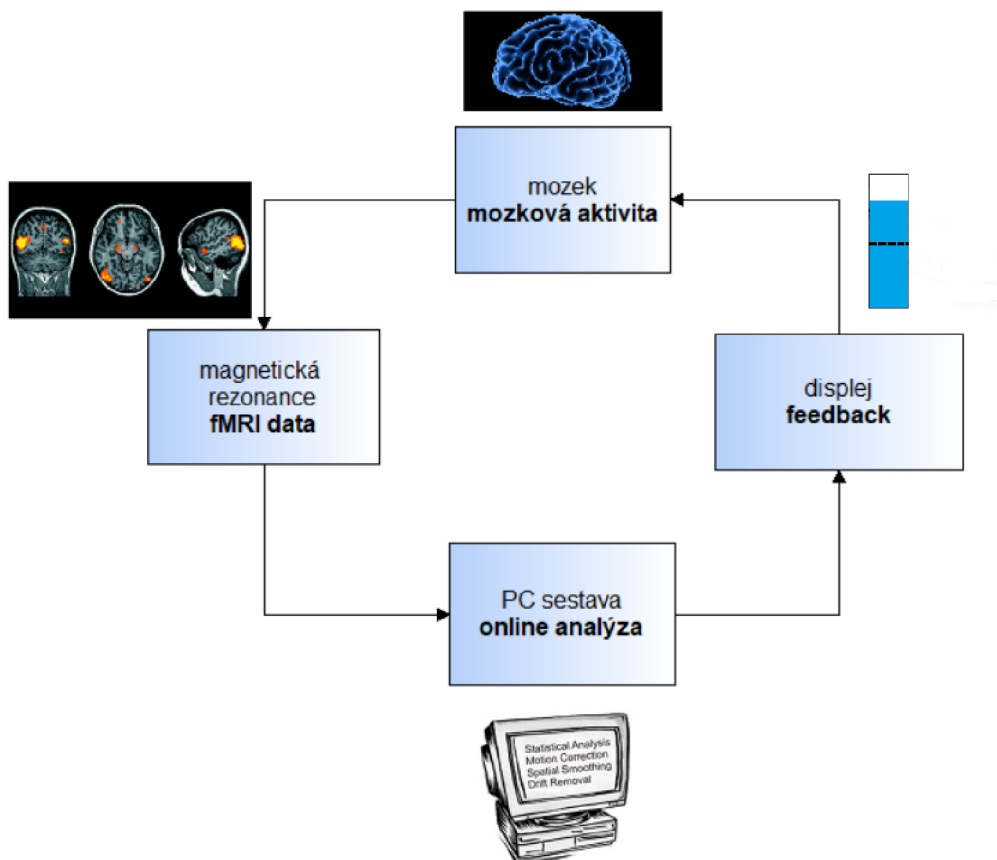 mozek
mozková aktivita
magnetická
rezonance
fMRI data
displej
feedback
PC sestava
online analýza
Statistical Analysis
Motion Correction
Spatial Smoothing
Drift Removal